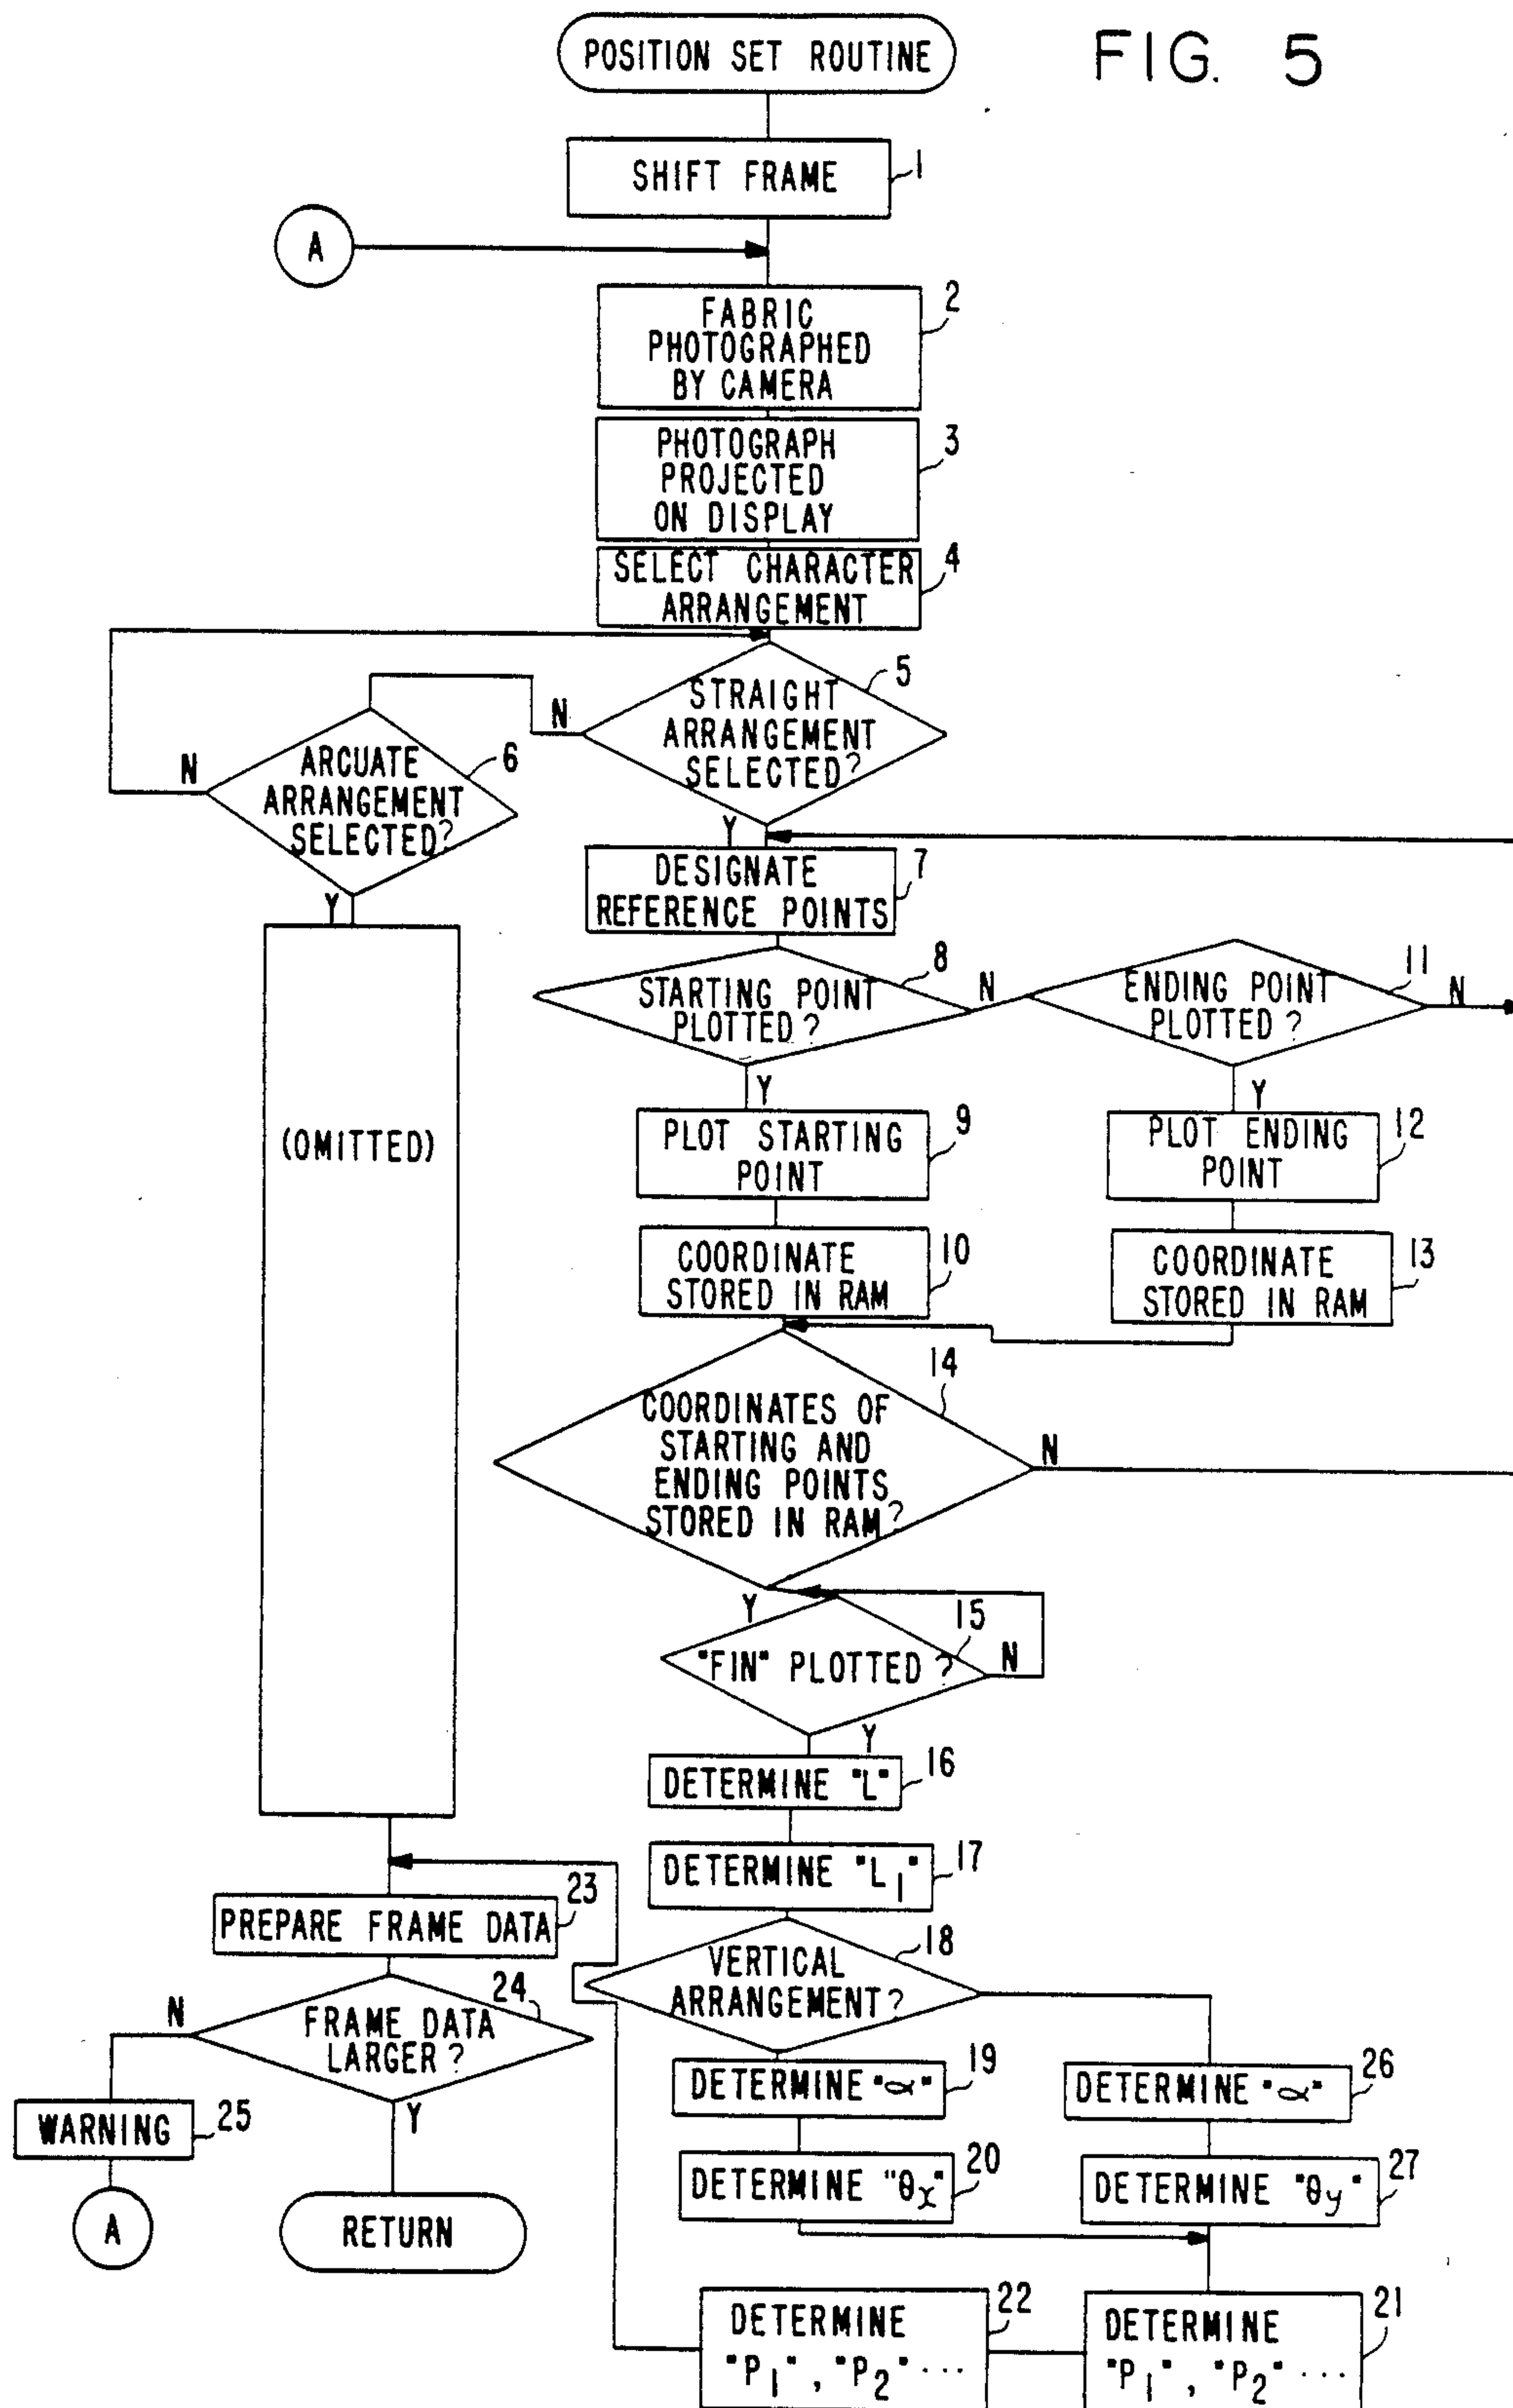 FIG. 5
POSITION SET ROUTINE
SHIFT FRAME
1
A
FABRIC
PHOTOGRAPHED
BY CAMERA
2
PHOTOGRAPH
PROJECTED
ON DISPLAY
3
SELECT CHARACTER
ARRANGEMENT
4
STRAIGHT
ARRANGEMENT
SELECTED?
5
N
Y
ARCUATE
ARRANGEMENT
SELECTED?
6
N
Y
(OMITTED)
DESIGNATE
REFERENCE POINTS
7
STARTING POINT
PLOTTED?
8
N
Y
ENDING POINT
PLOTTED?
11
N
Y
PLOT STARTING
POINT
9
PLOT ENDING
POINT
12
COORDINATE
STORED IN RAM
10
COORDINATE
STORED IN RAM
13
COORDINATES OF
STARTING AND
ENDING POINTS
STORED IN RAM?
14
N
Y
"FIN" PLOTTED?
15
N
Y
DETERMINE "L"
16
DETERMINE "L₁"
17
VERTICAL
ARRANGEMENT?
18
DETERMINE "α"
19
DETERMINE "θx"
20
DETERMINE "α"
26
DETERMINE "θy"
27
DETERMINE
"P₁", "P₂" ...
21
DETERMINE
"P₁", "P₂" ...
22
PREPARE FRAME DATA
23
FRAME DATA
LARGER?
24
N
Y
WARNING
25
A
RETURN